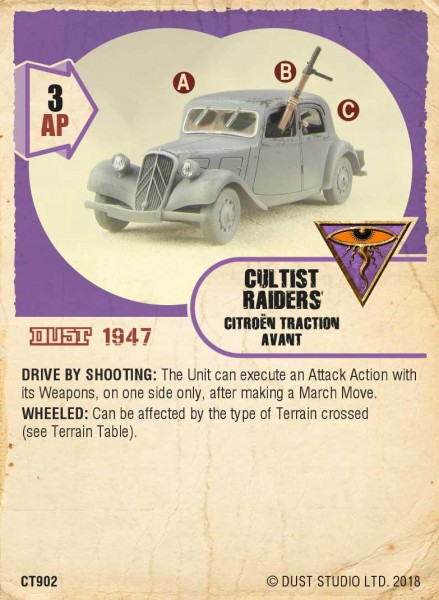 3
AP
A
B
C
CULTIST
RAIDERS
CITROËN TRACTION
AVANT
DUST 1947
DRIVE BY SHOOTING: The Unit can execute an Attack Action with
its Weapons, on one side only, after making a March Move.
WHEELED: Can be affected by the type of Terrain crossed
(see Terrain Table).
CT902
© DUST STUDIO LTD. 2018